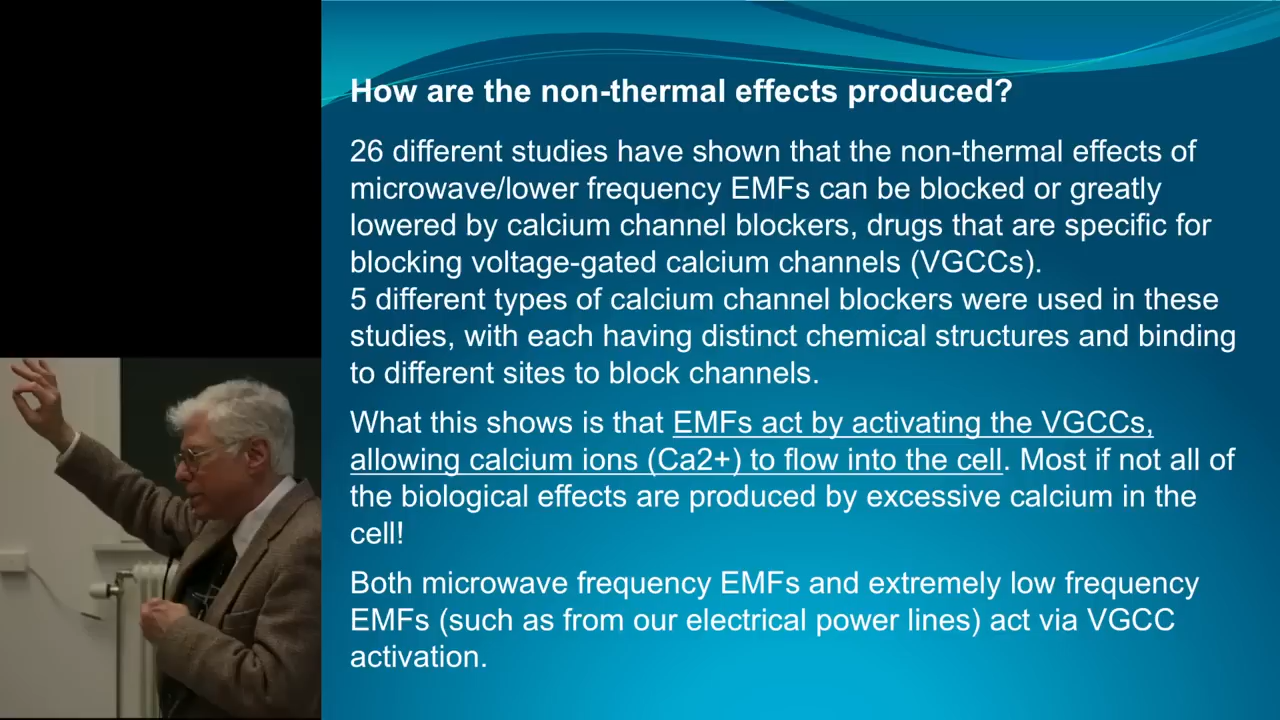 How are the non-thermal effects produced?
26 different studies have shown that the non-thermal effects of
microwave/lower frequency EMFs can be blocked or greatly
lowered by calcium channel blockers, drugs that are specific for
blocking voltage-gated calcium channels (VGCCs).
5 different types of calcium channel blockers were used in these
studies, with each having distinct chemical structures and binding
to different sites to block channels.
What this shows is that EMFs act by activating the VGCCs,
allowing calcium ions (Ca2+) to flow into the cell. Most if not all of
the biological effects are produced by excessive calcium in the
cell!
Both microwave frequency EMFs and extremely low frequency
EMFs (such as from our electrical power lines) act via VGCC
activation.